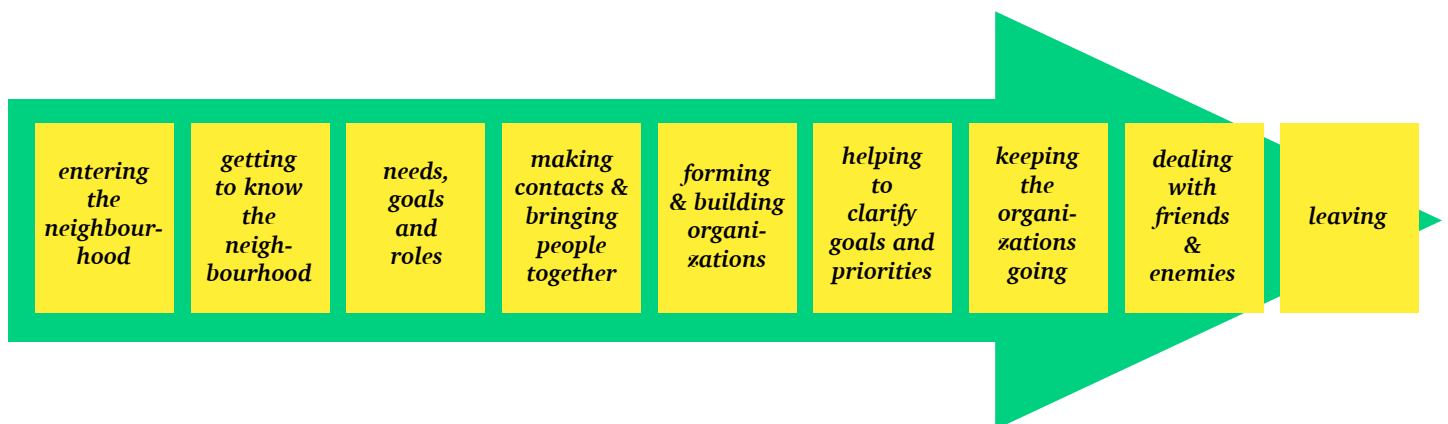 entering
the
neighbour-
hood
getting
to know
the
neigh-
bourhood
needs,
goals
and
roles
making
contacts &
bringing
people
together
forming
& building
organi-
zations
helping
to
clarify
goals and
priorities
keeping
the
organi-
zations
going
dealing
with
friends
&
enemies
leaving